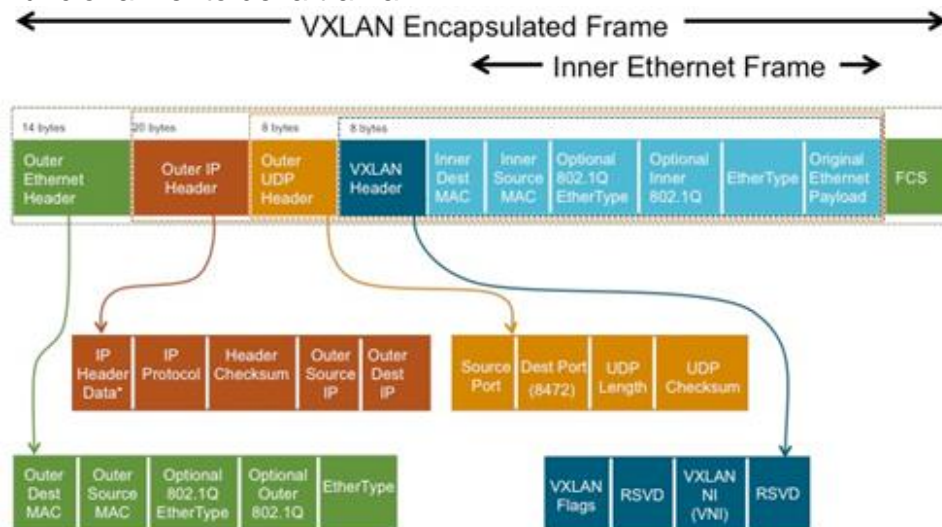 VXLAN Encapsulated Frame
Inner Ethernet Frame
14 bytes
20 bytes
8 bytes
8 bytes
Outer
Ethernet
Header
Outer IP
Header
Outer
UDP
Header
VXLAN
Header
Inner
Dest
MAC
Inner
Source
MAC
Optional
802.1Q
EtherType
Optional
Inner
802.1Q
EtherType
Original
Ethernet
Payload
FCS
IP
Header
Data*
IP
Protocol
Header
Checksum
Outer
Source
IP
Outer
Dest
IP
Source
Port
Dest Port
(8472)
UDP
Length
UDP
Checksum
Outer
Dest
MAC
Outer
Source
MAC
Optional
802.1Q
EtherType
Optional
Outer
802.1Q
EtherType
VXLAN
Flags
RSVD
VXLAN
NI
(VNI)
RSVD